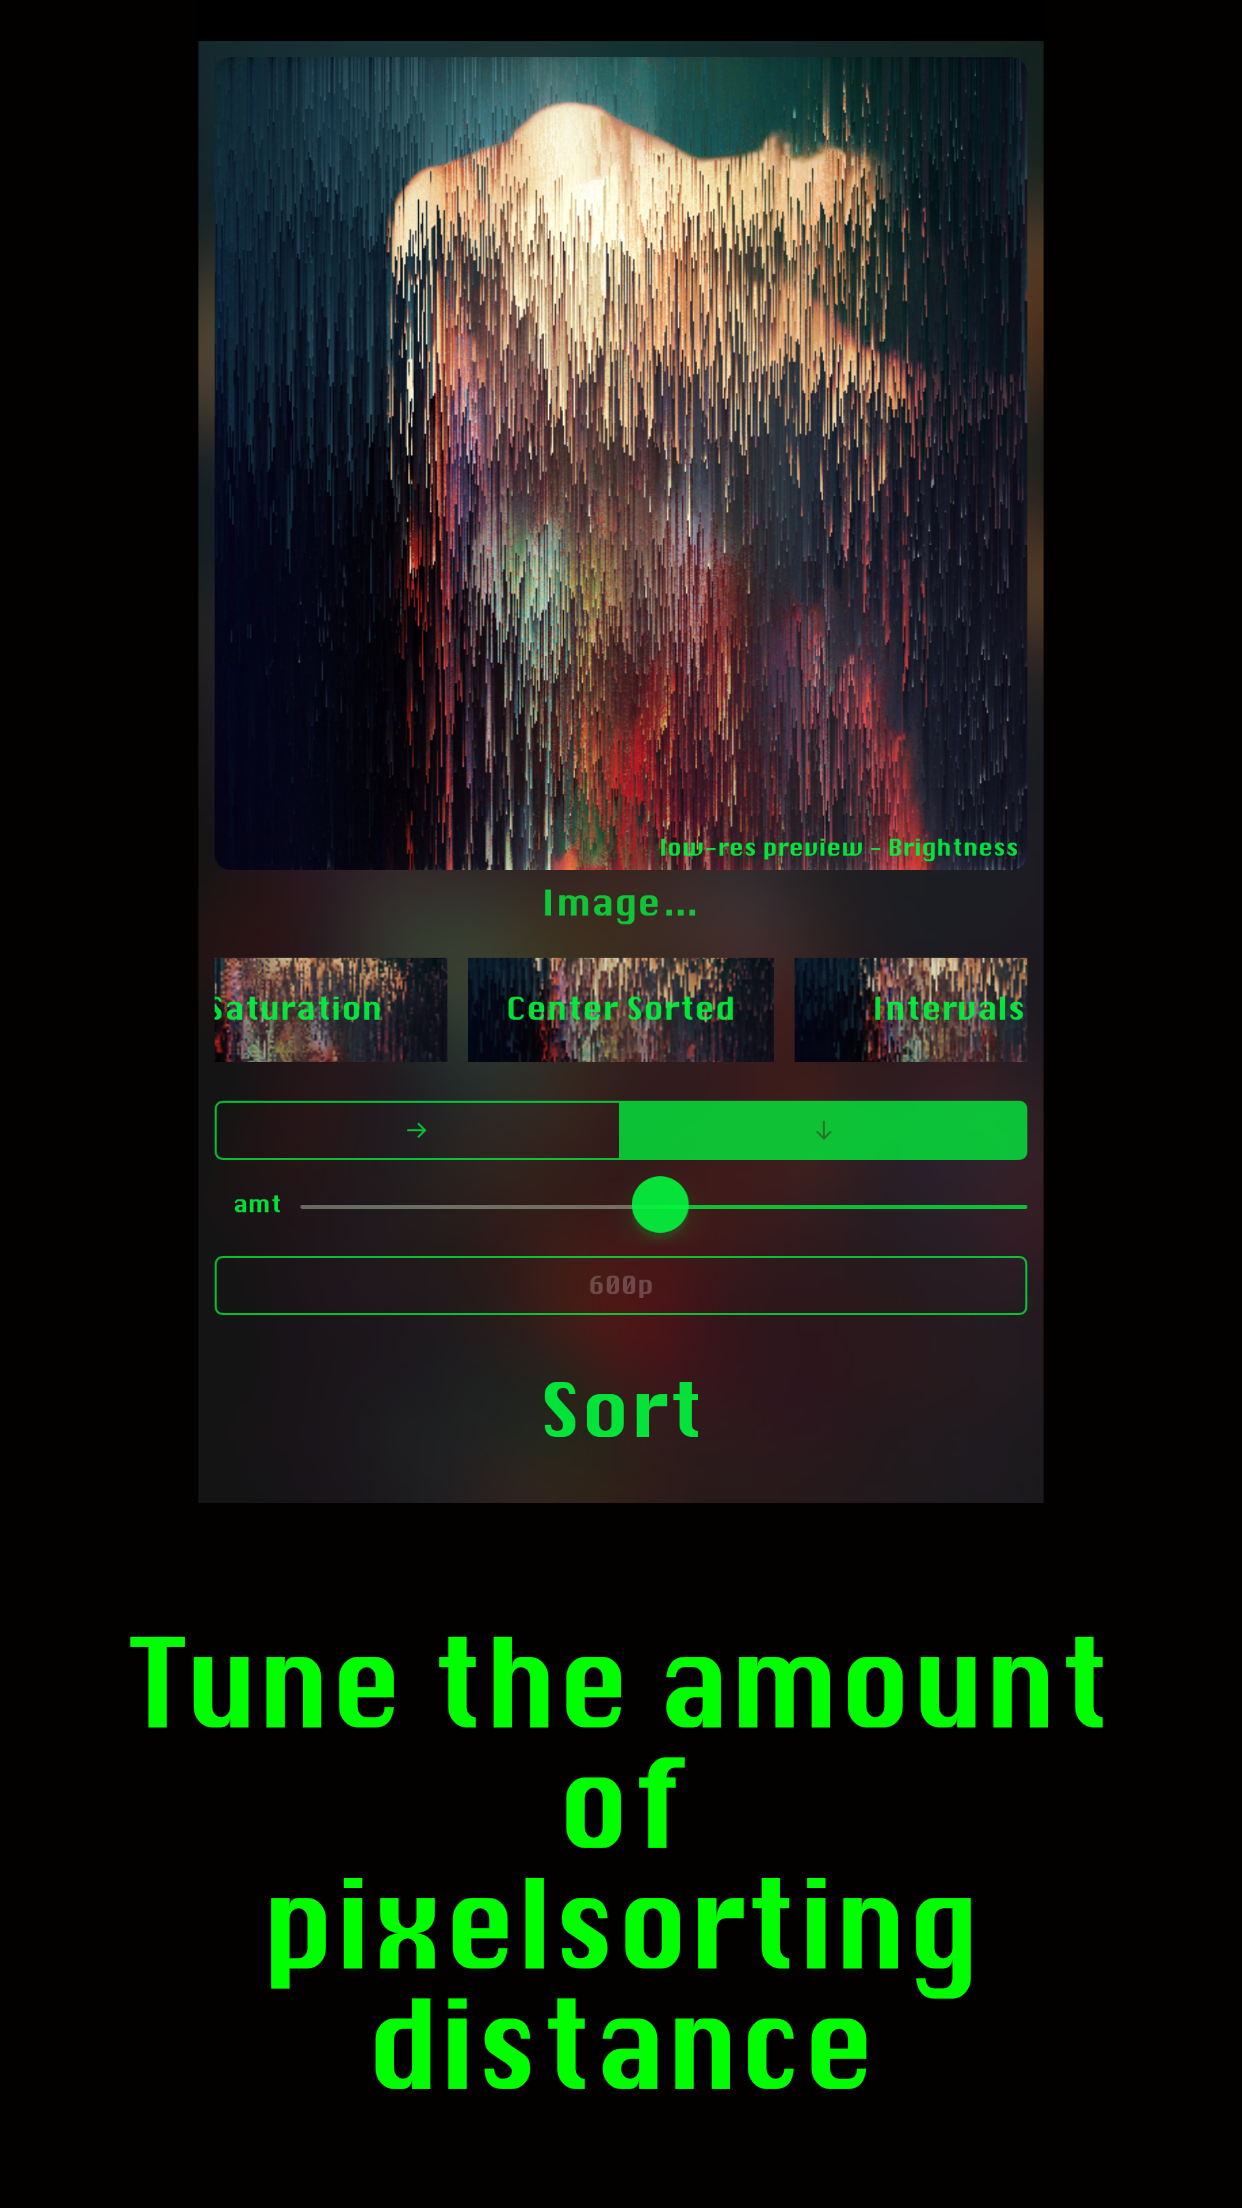 low-res preview - Brightness
Image...
Saturation
Center Sorted
Intervals
→
↓
amt
600p
Sort
Tune the amount
of
pixelsorting
distance